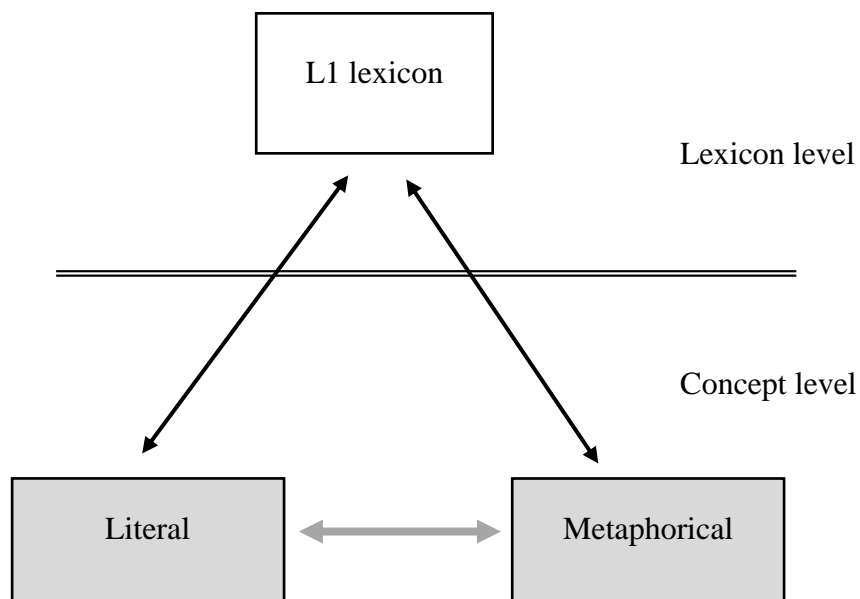 L1 lexicon
Lexicon level
Concept level
Literal
Metaphorical